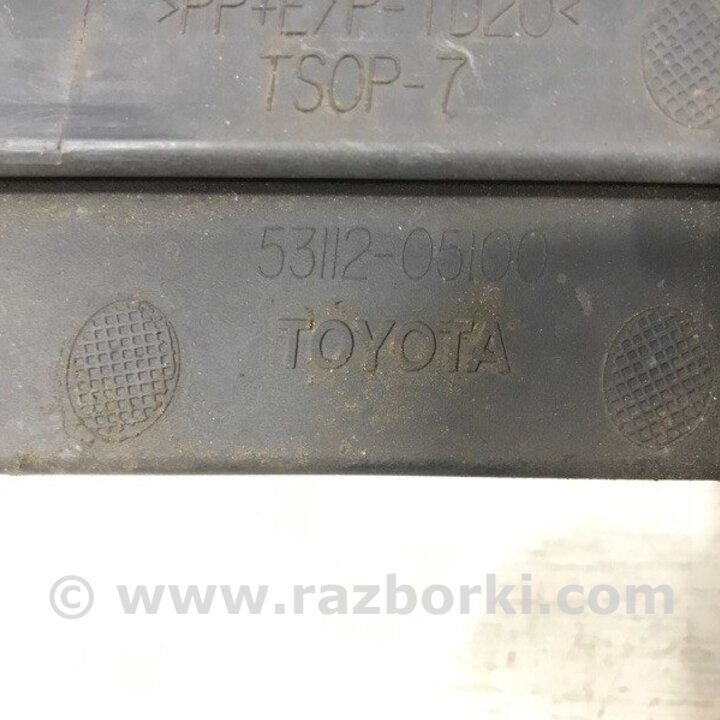 >PP+E/P-TD20<
TSOP-7
53112-05100
TOYOTA
© www.razborki.com